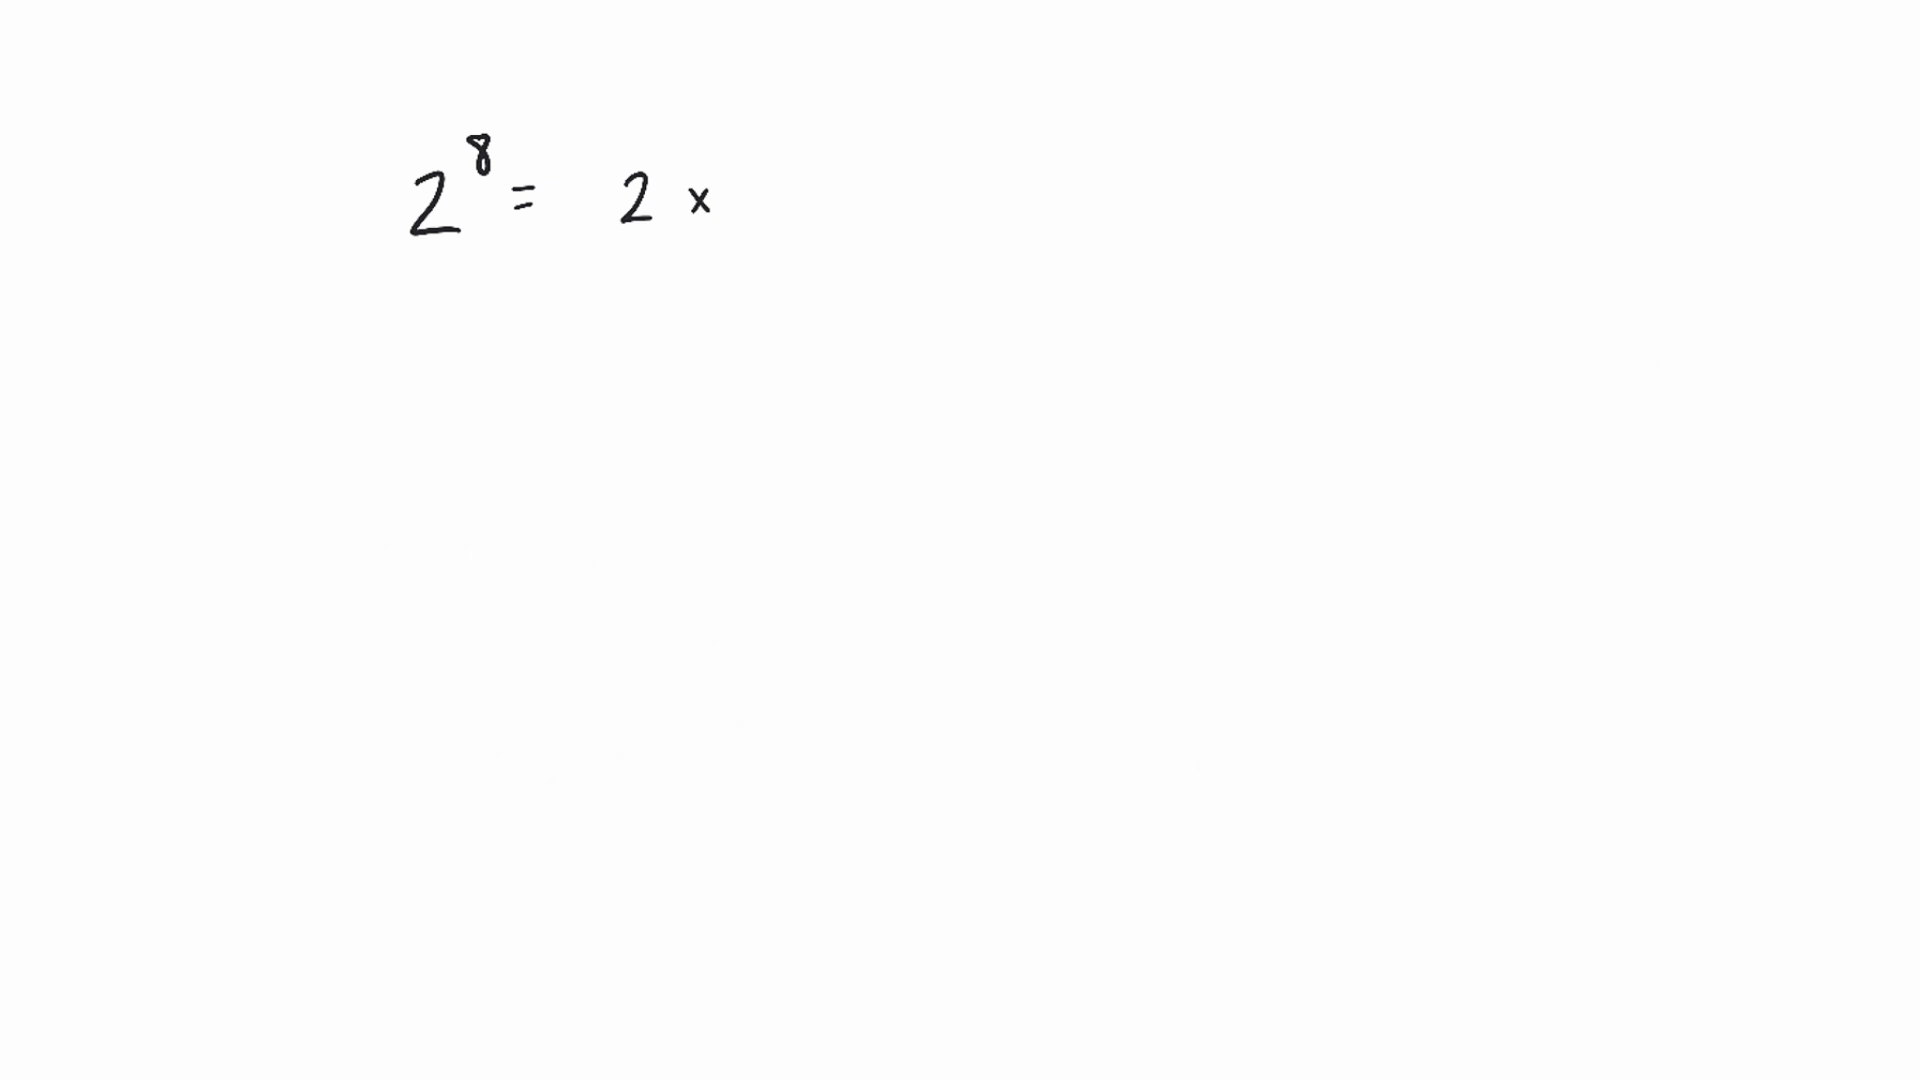 2⁸ = 2 ×